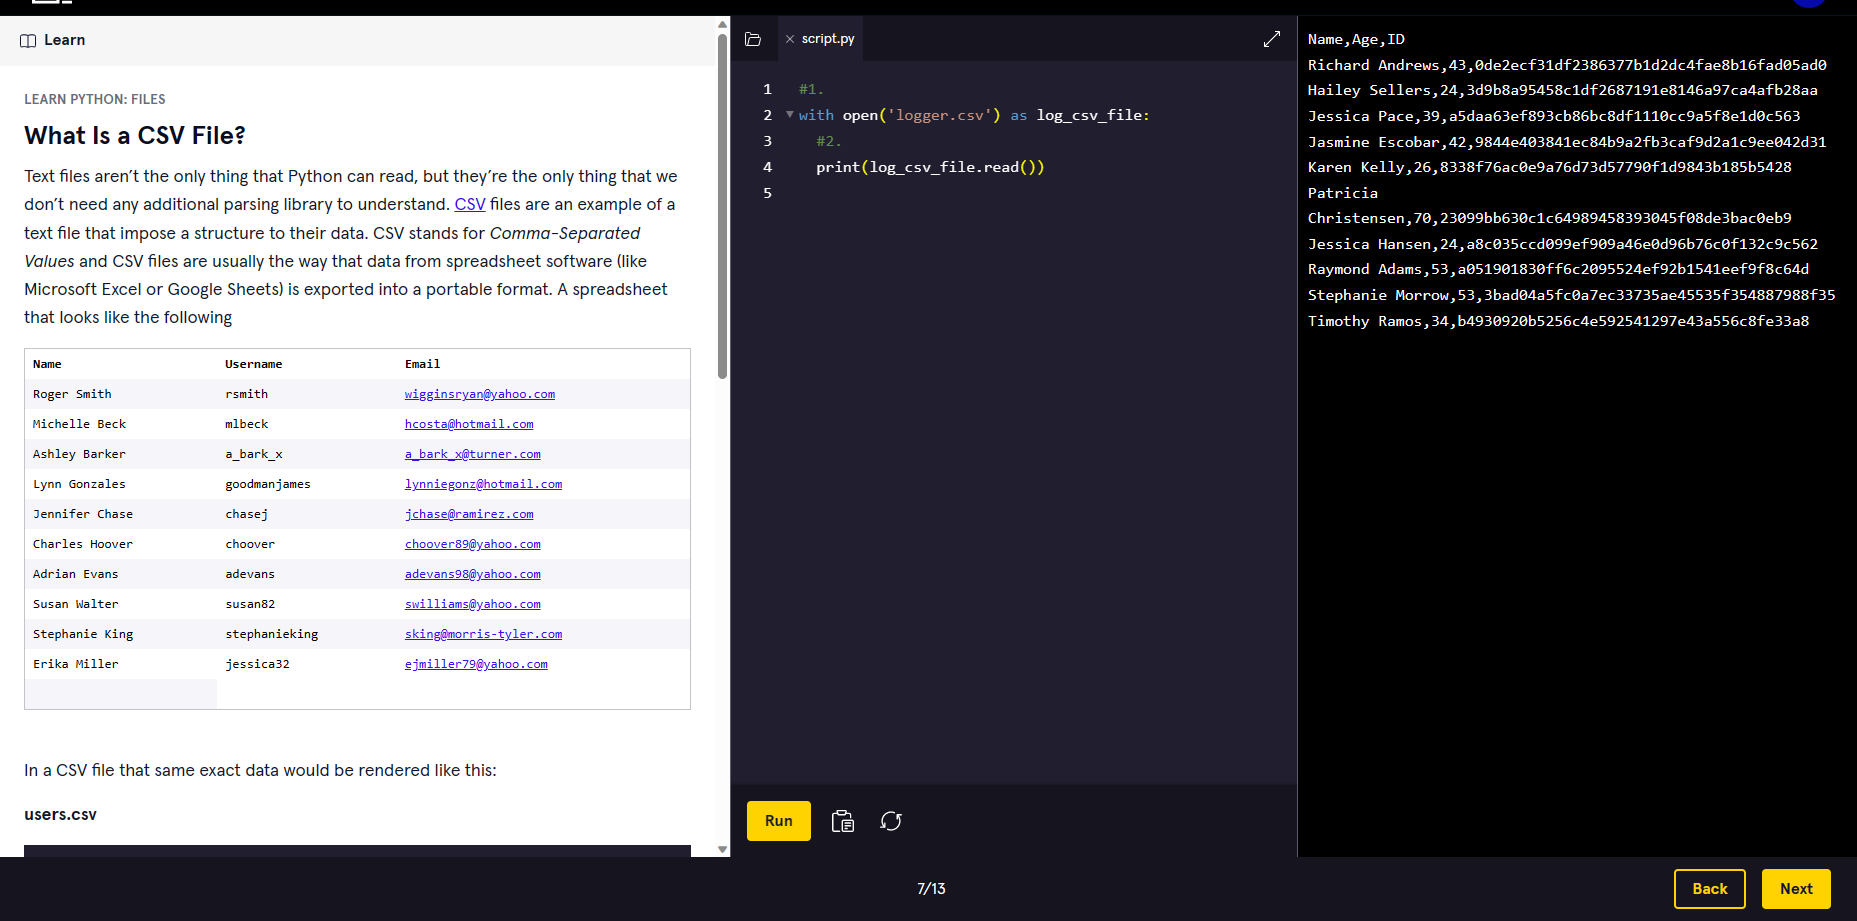 Learn
LEARN PYTHON: FILES
What Is a CSV File?
Text files aren’t the only thing that Python can read, but they’re the only thing that we
don’t need any additional parsing library to understand. CSV files are an example of a
text file that impose a structure to their data. CSV stands for Comma-Separated
Values and CSV files are usually the way that data from spreadsheet software (like
Microsoft Excel or Google Sheets) is exported into a portable format. A spreadsheet
that looks like the following
Name Username Email
Roger Smith rsmith wigginsryan@yahoo.com
Michelle Beck mlbeck hcosta@hotmail.com
Ashley Barker a_bark_x a_bark_x@turner.com
Lynn Gonzales goodmanjames lynniegonz@hotmail.com
Jennifer Chase chasej jchase@ramirez.com
Charles Hoover choover choover89@yahoo.com
Adrian Evans adevans adevans98@yahoo.com
Susan Walter susan82 swilliams@yahoo.com
Stephanie King stephanieking sking@morris-tyler.com
Erika Miller jessica32 ejmiller79@yahoo.com
In a CSV file that same exact data would be rendered like this:
users.csv
script.py
1 #1.
2 with open('logger.csv') as log_csv_file:
3 #2.
4 print(log_csv_file.read())
5
Run
Name,Age,ID
Richard Andrews,43,0de2ecf31df2386377b1d2dc4fae8b16fad05ad0
Hailey Sellers,24,3d9b8a95458c1df2687191e8146a97ca4afb28aa
Jessica Pace,39,a5daa63ef893cb86bc8df1110cc9a5f8e1d0c563
Jasmine Escobar,42,9844e403841ec84b9a2fb3caf9d2a1c9ee042d31
Karen Kelly,26,8338f76ac0e9a76d73d57790f1d9843b185b5428
Patricia
Christensen,70,23099bb630c1c64989458393045f08de3bac0eb9
Jessica Hansen,24,a8c035ccd099ef909a46e0d96b76c0f132c9c562
Raymond Adams,53,a051901830ff6c2095524ef92b1541eef9f8c64d
Stephanie Morrow,53,3bad04a5fc0a7ec33735ae45535f354887988f35
Timothy Ramos,34,b4930920b5256c4e592541297e43a556c8fe33a8
7/13
Back
Next